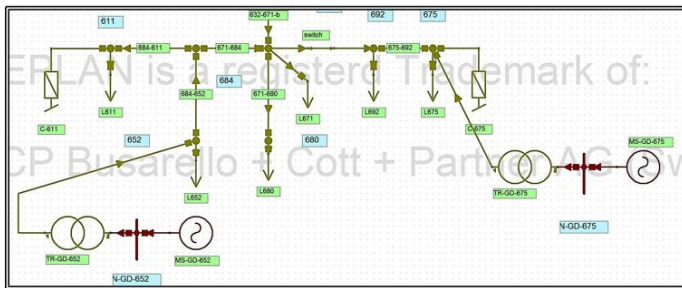 632-671-b
611
692
675
switch
684-611
671-684
675-692
EPLAN is a registerd Trademark of:
684
684-652
671-680
C-611
L611
L671
L692
L675
C-675
652
680
MS-GD-675
CP Busarello + Cott + Partner AG (Sw
L652
L680
TR-GD-675
N-GD-675
TR-GD-652
MS-GD-652
N-GD-652